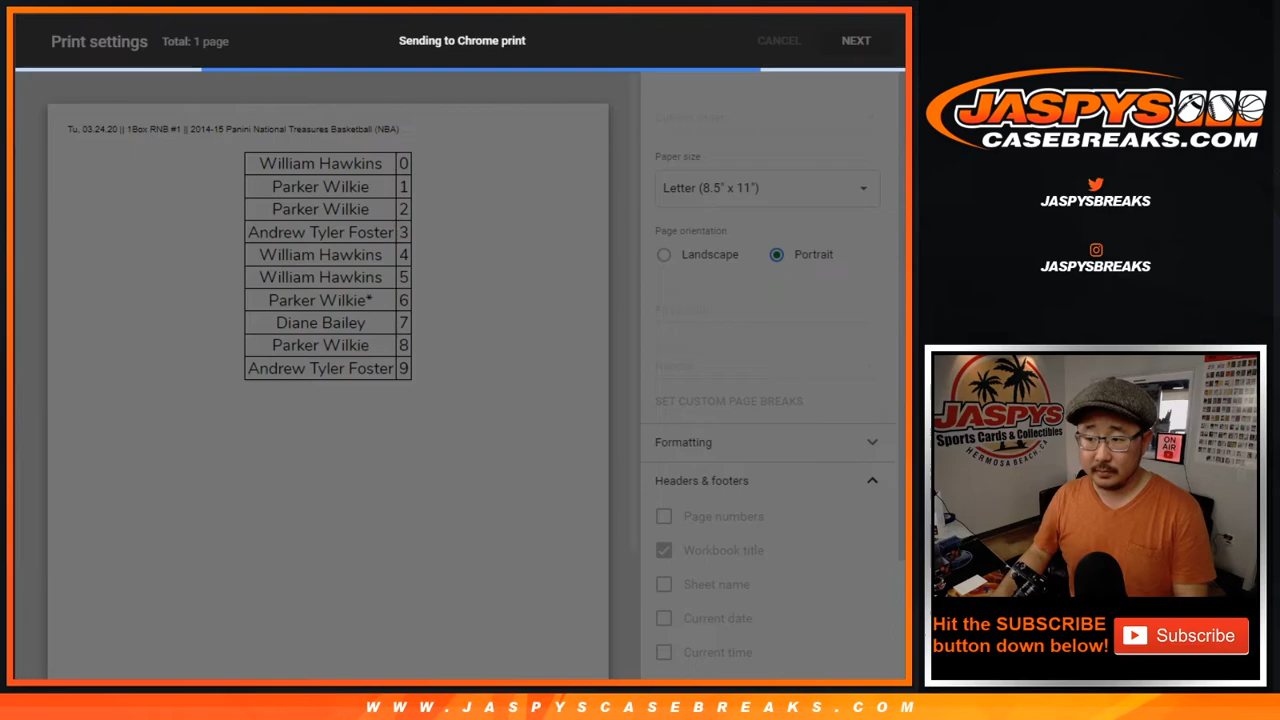 Print settings
Total: 1 page
Sending to Chrome print
CANCEL
NEXT
Tu, 03.24.20 || 1Box RNB #1 || 2014-15 Panini National Treasures Basketball (NBA)
William Hawkins 0
Parker Wilkie 1
Parker Wilkie 2
Andrew Tyler Foster 3
William Hawkins 4
William Hawkins 5
Parker Wilkie* 6
Diane Bailey 7
Parker Wilkie 8
Andrew Tyler Foster 9
Paper size
Letter (8.5" x 11")
Page orientation
Landscape
Portrait
SET CUSTOM PAGE BREAKS
Formatting
Headers & footers
Page numbers
Workbook title
Sheet name
Current date
Current time
JASPYS
CASEBREAKS.COM
JASPYSBREAKS
JASPYSBREAKS
JASPYS
Sports Cards & Collectibles
HERMOSA BEACH, CA
ON AIR
Hit the SUBSCRIBE
button down below!
Subscribe
WWW.JASPYSCASEBREAKS.COM